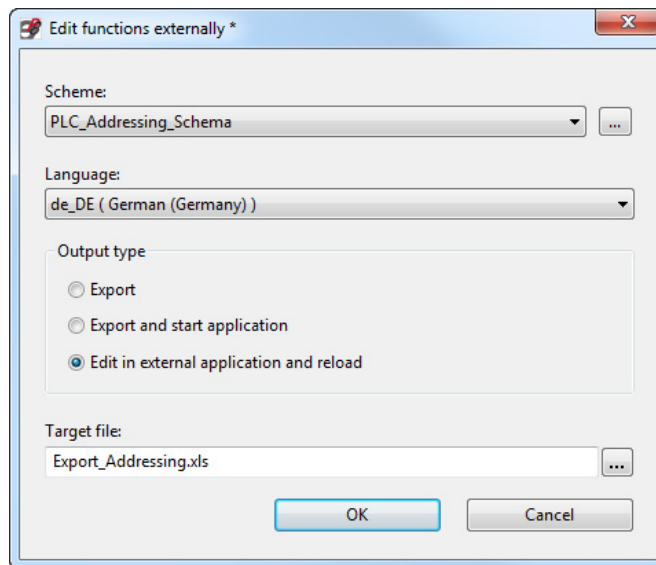 Edit functions externally *
Scheme:
PLC_Addressing_Schema
...
Language:
de_DE ( German (Germany) )
Output type
Export
Export and start application
Edit in external application and reload
Target file:
Export_Addressing.xls
...
OK
Cancel